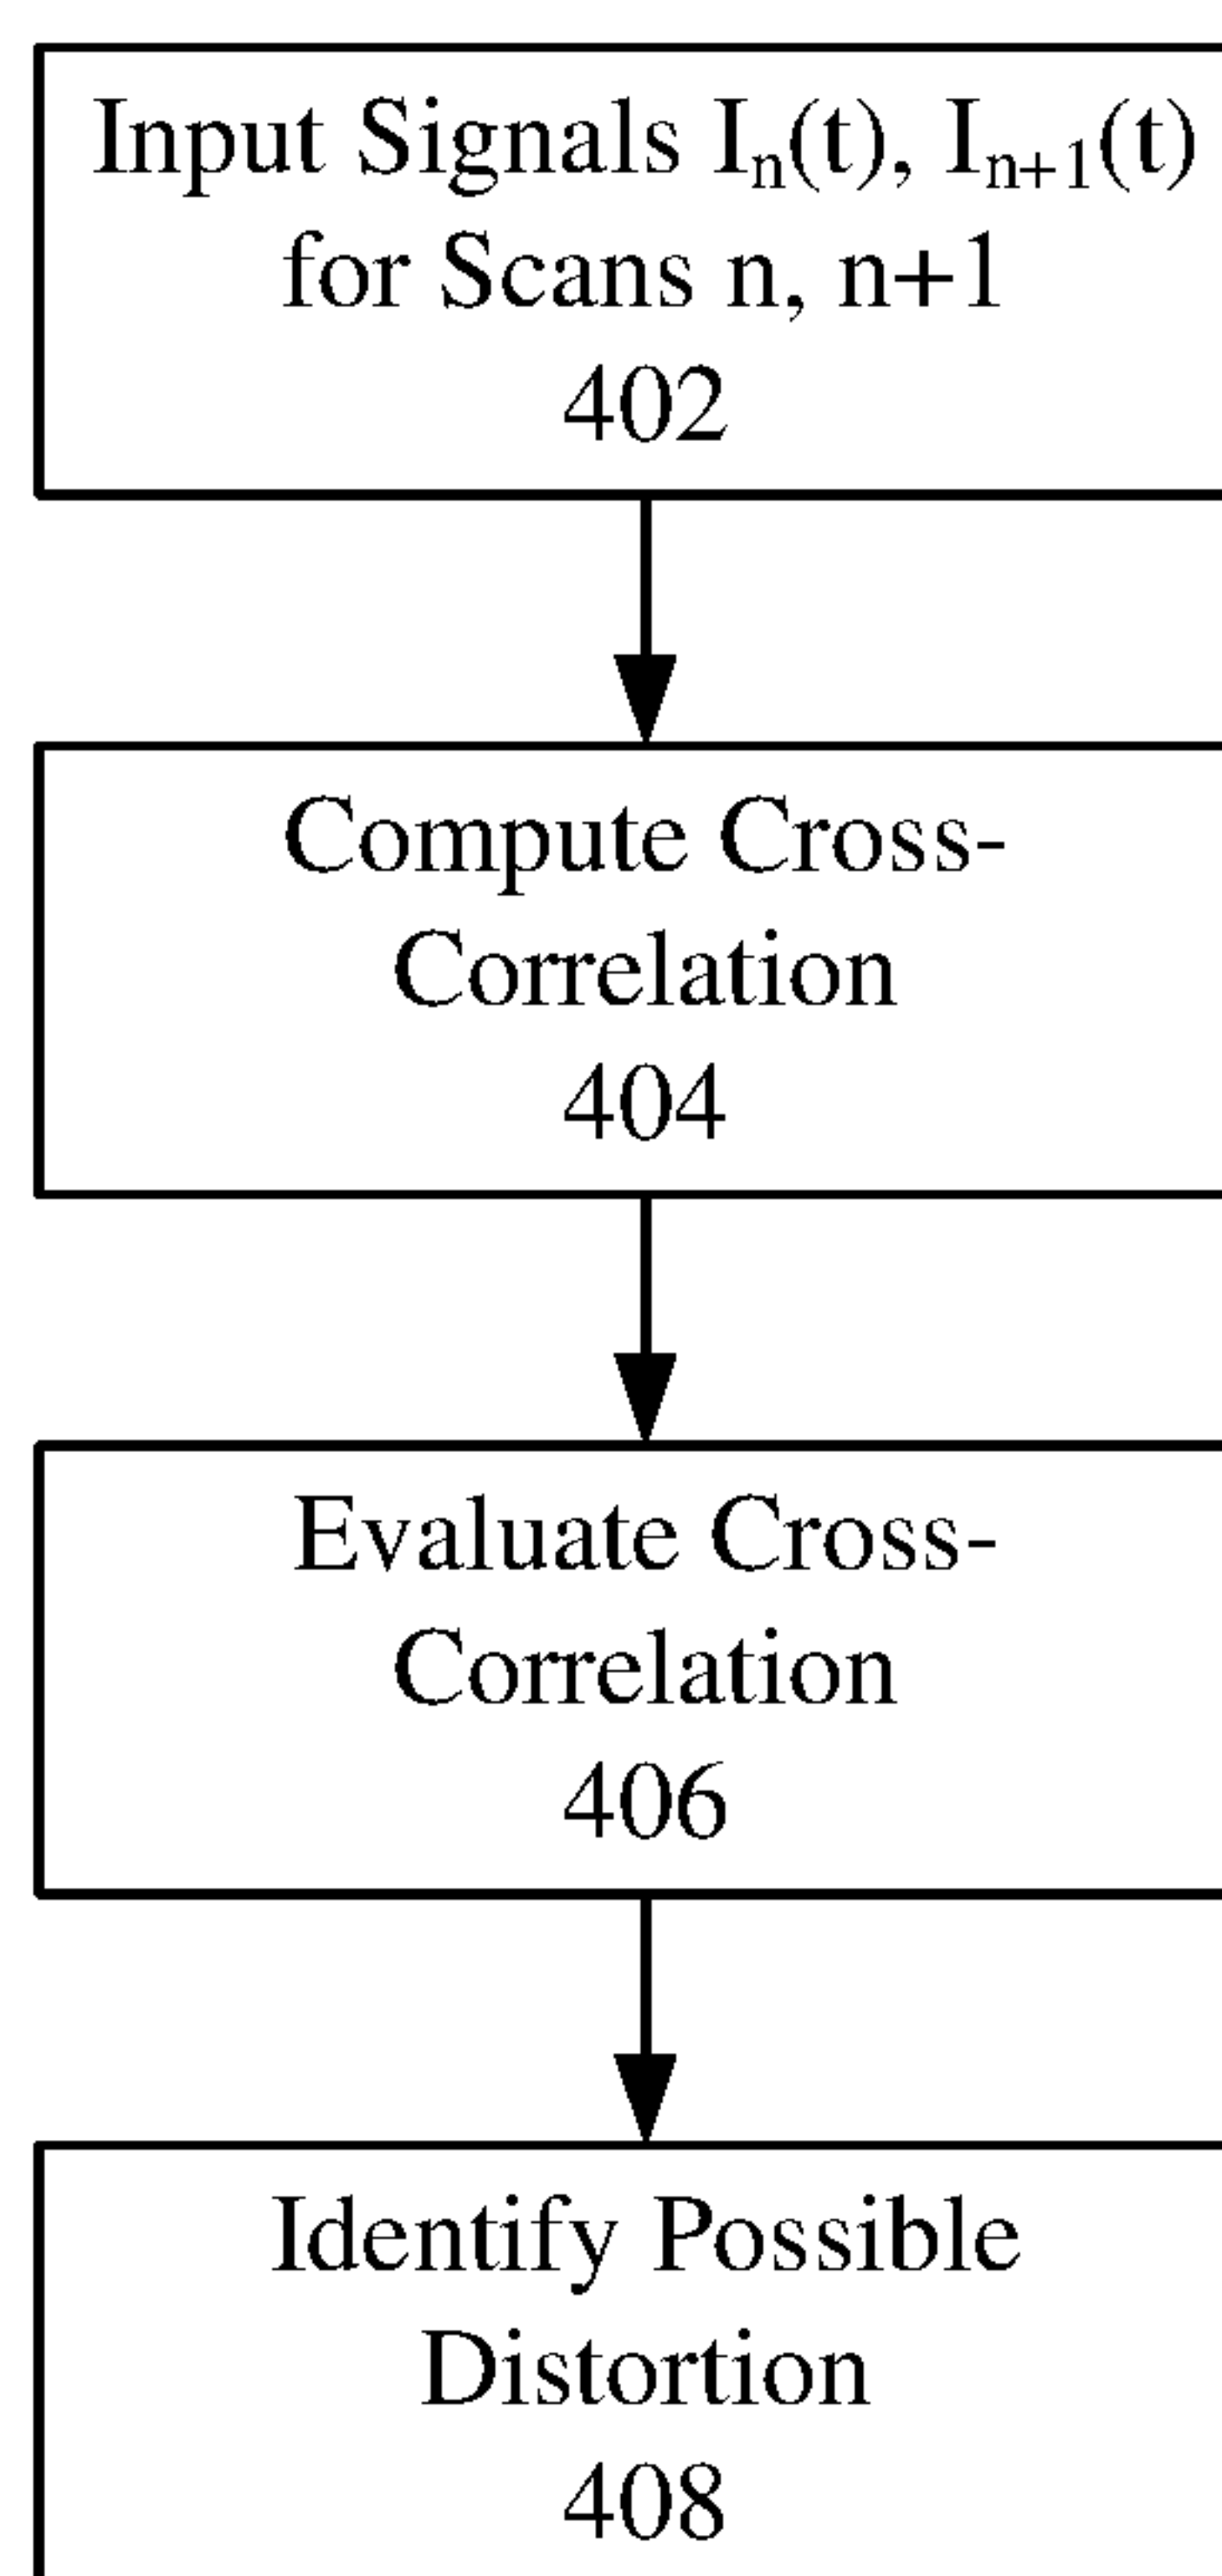 Input Signals Iₙ(t), Iₙ₊₁(t)
for Scans n, n+1
402
Compute Cross-
Correlation
404
Evaluate Cross-
Correlation
406
Identify Possible
Distortion
408